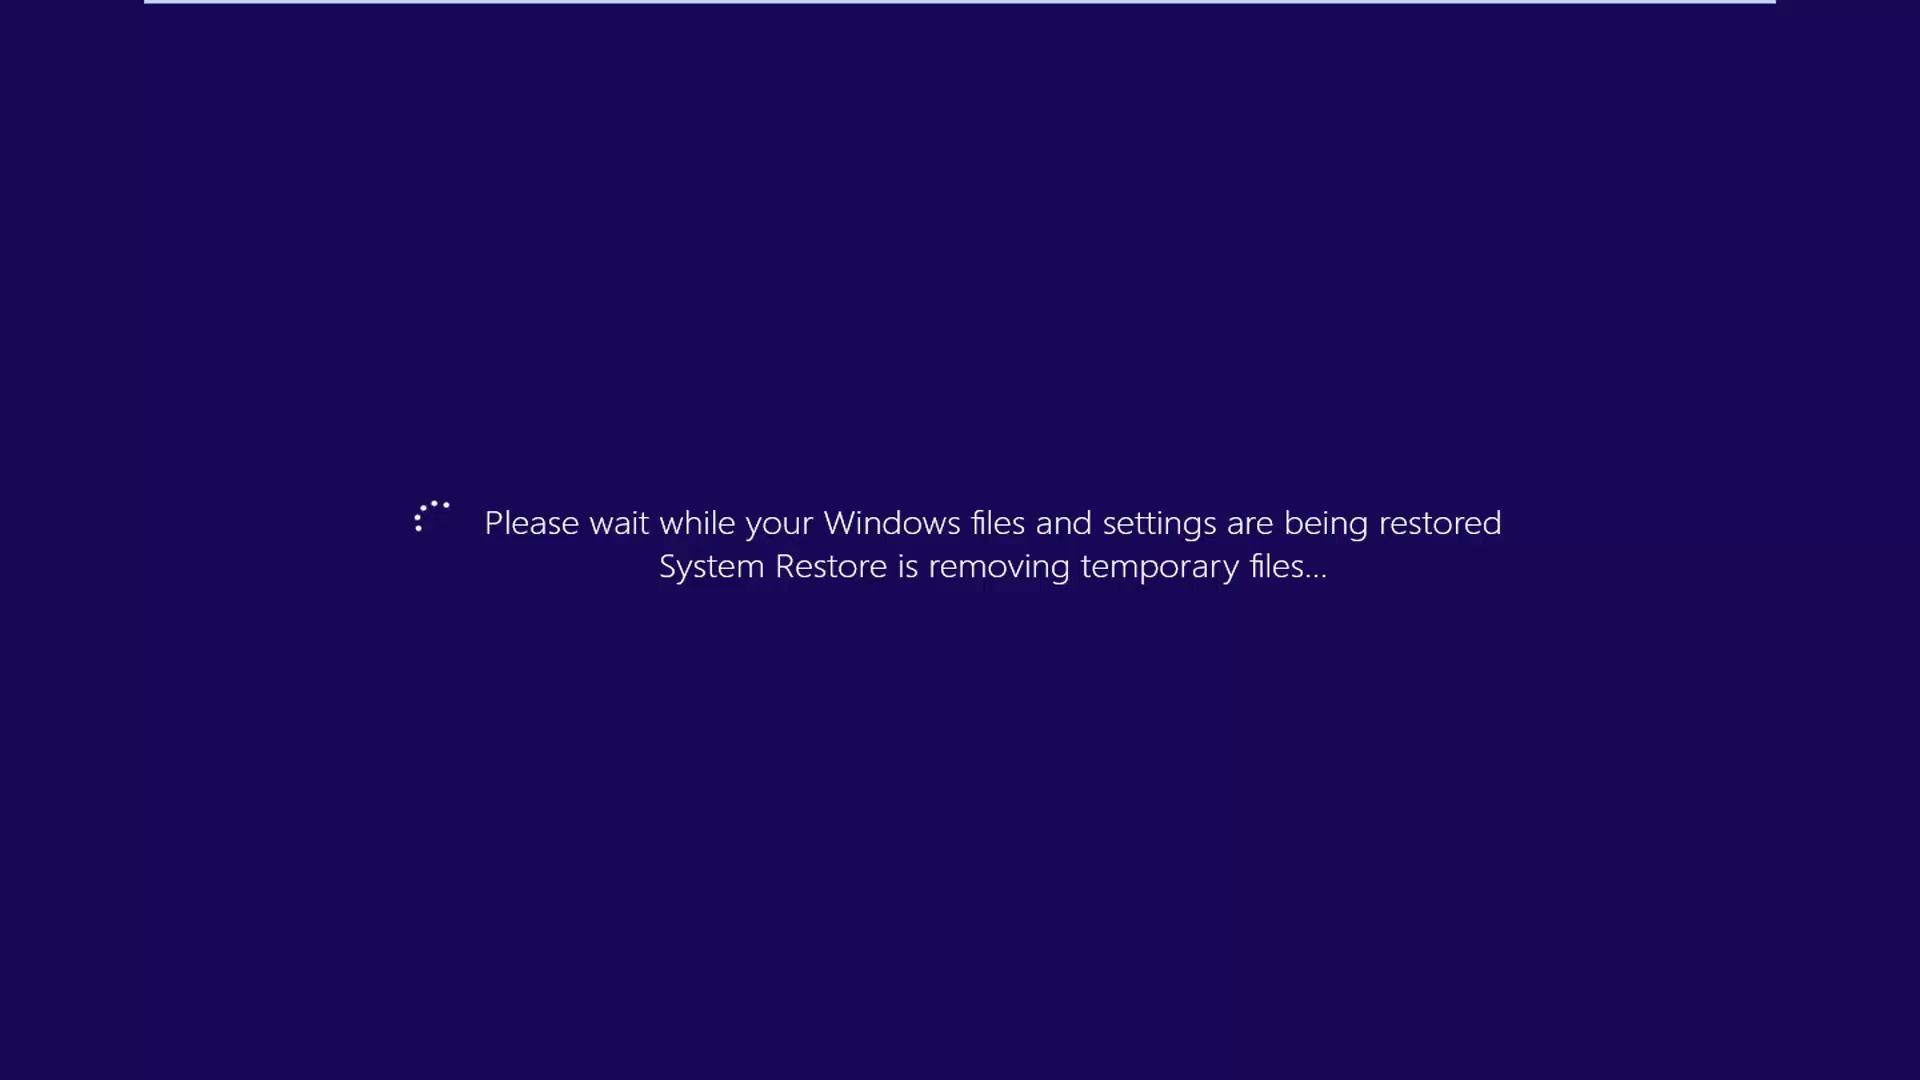 Please wait while your Windows files and settings are being restored
System Restore is removing temporary files...